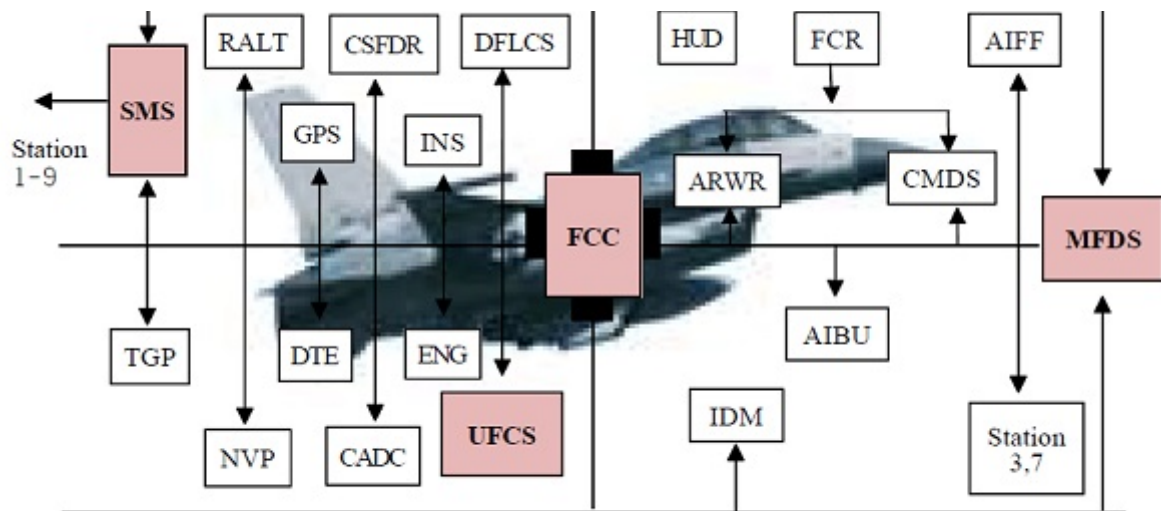 RALT
CSFDR
DFLCS
HUD
FCR
AIFF
SMS
GPS
INS
Station
1-9
ARWR
CMDS
FCC
MFDS
TGP
DTE
ENG
AIBU
UFCS
IDM
NVP
CADC
Station
3,7